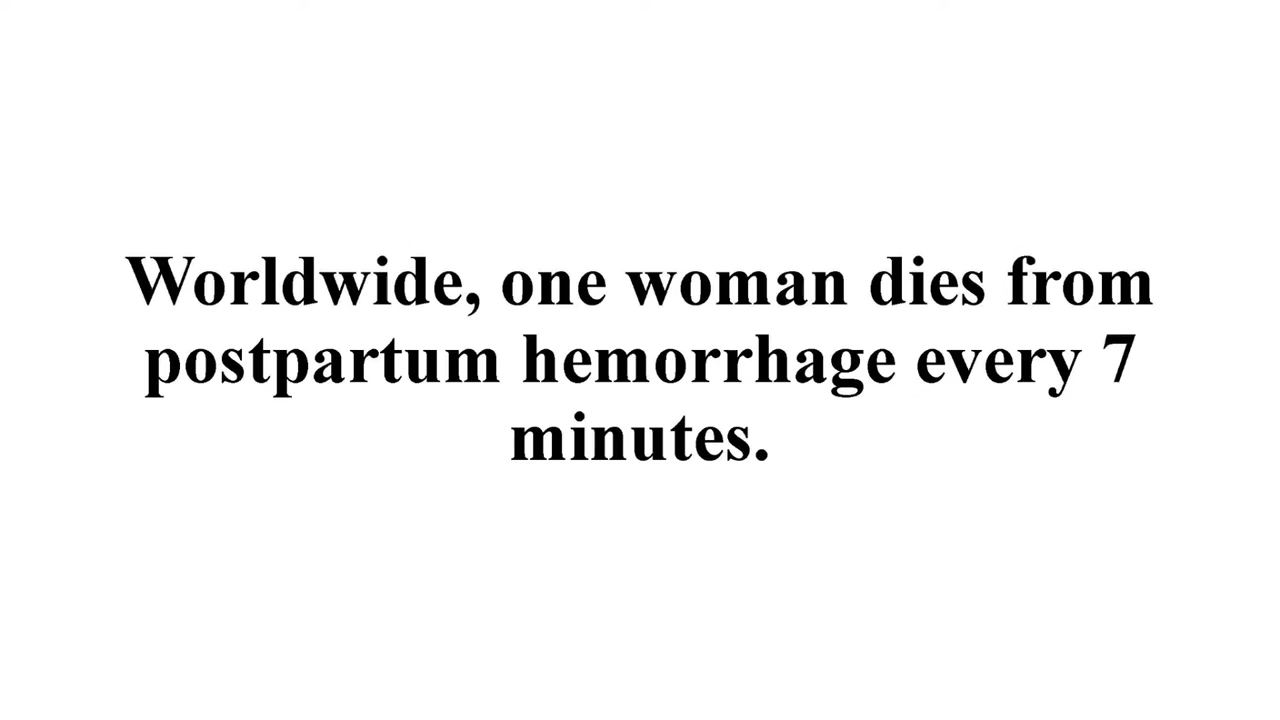 Worldwide, one woman dies from
postpartum hemorrhage every 7
minutes.